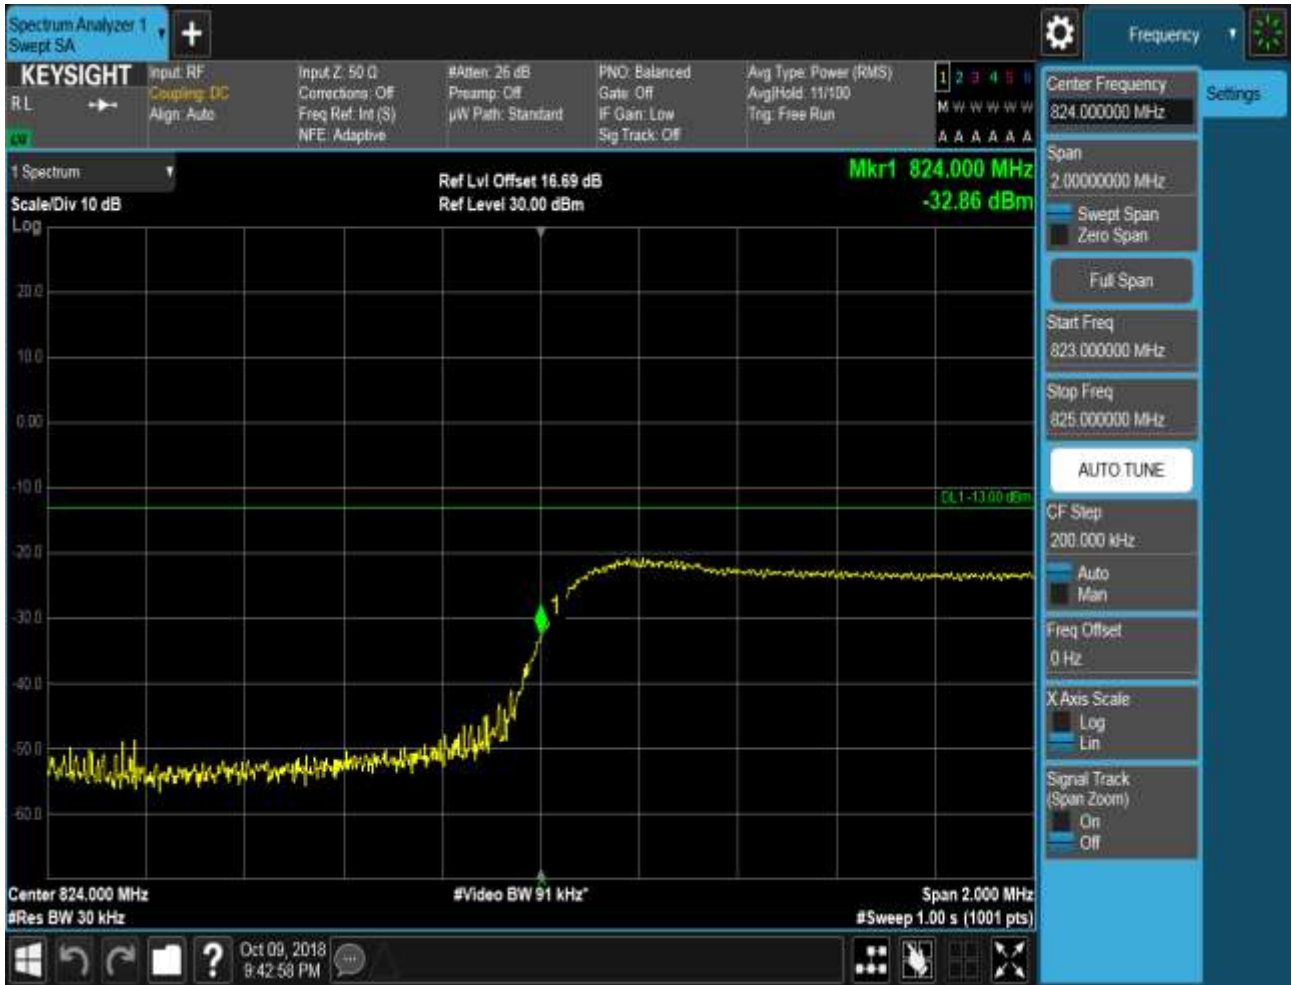 Spectrum Analyzer 1
Swept SA
+
Frequency
KEYSIGHT
RL
Input: RF
Coupling: DC
Align: Auto
Input Z: 50 Ω
Corrections: Off
Freq Ref: Int (S)
NFE: Adaptive
#Atten: 26 dB
Preamp: Off
µW Path: Standard
PNO: Balanced
Gate: Off
IF Gain: Low
Sig Track: Off
Avg Type: Power (RMS)
Avg|Hold: 11/100
Trig: Free Run
1 2 3 4 5 6
M W W W W W
A A A A A A
1 Spectrum
Scale/Div 10 dB
Log
Ref Lvl Offset 16.69 dB
Ref Level 30.00 dBm
Mkr1 824.000 MHz
-32.86 dBm
20.0
10.0
0.00
-10.0
-20.0
-30.0
-40.0
-50.0
-60.0
DL1 -13.00 dBm
1
Center 824.000 MHz
#Res BW 30 kHz
#Video BW 91 kHz*
Span 2.000 MHz
#Sweep 1.00 s (1001 pts)
Center Frequency
824.000000 MHz
Settings
Span
2.00000000 MHz
Swept Span
Zero Span
Full Span
Start Freq
823.000000 MHz
Stop Freq
825.000000 MHz
AUTO TUNE
CF Step
200.000 kHz
Auto
Man
Freq Offset
0 Hz
X Axis Scale
Log
Lin
Signal Track
(Span Zoom)
On
Off
?
Oct 09, 2018
9:42:58 PM